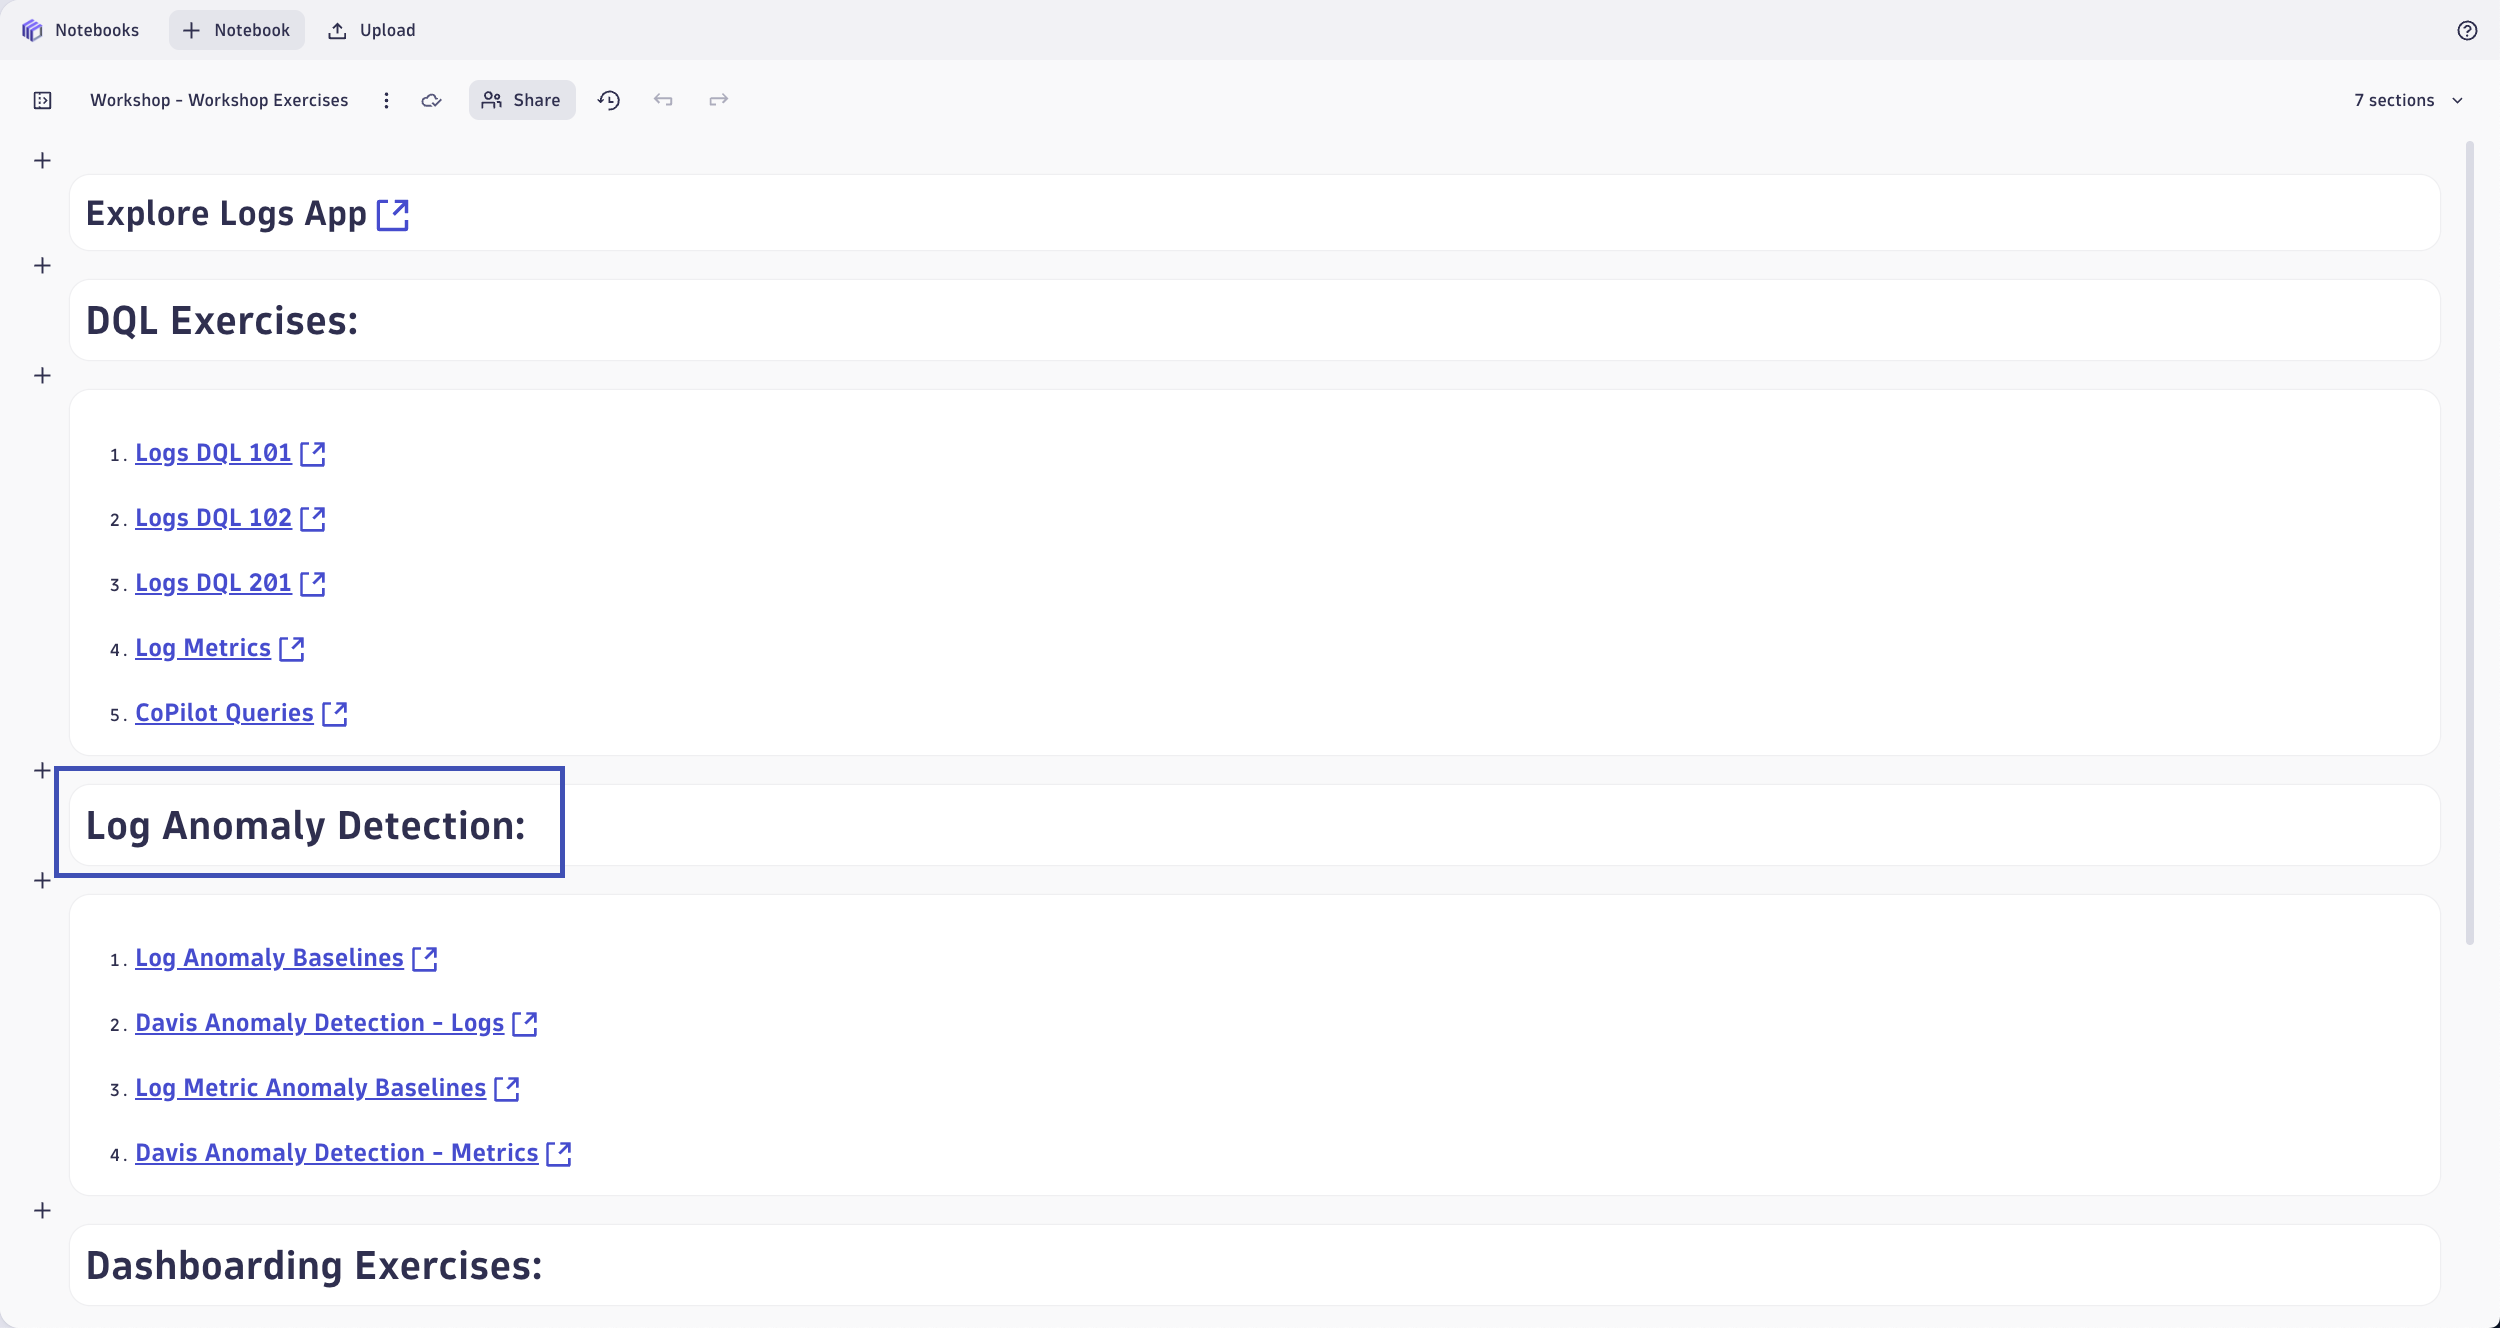 Notebooks
Notebook
Upload
Workshop - Workshop Exercises
Share
7 sections
Explore Logs App
DQL Exercises:
1. Logs DQL 101
2. Logs DQL 102
3. Logs DQL 201
4. Log Metrics
5. CoPilot Queries
Log Anomaly Detection:
1. Log Anomaly Baselines
2. Davis Anomaly Detection - Logs
3. Log Metric Anomaly Baselines
4. Davis Anomaly Detection - Metrics
Dashboarding Exercises: